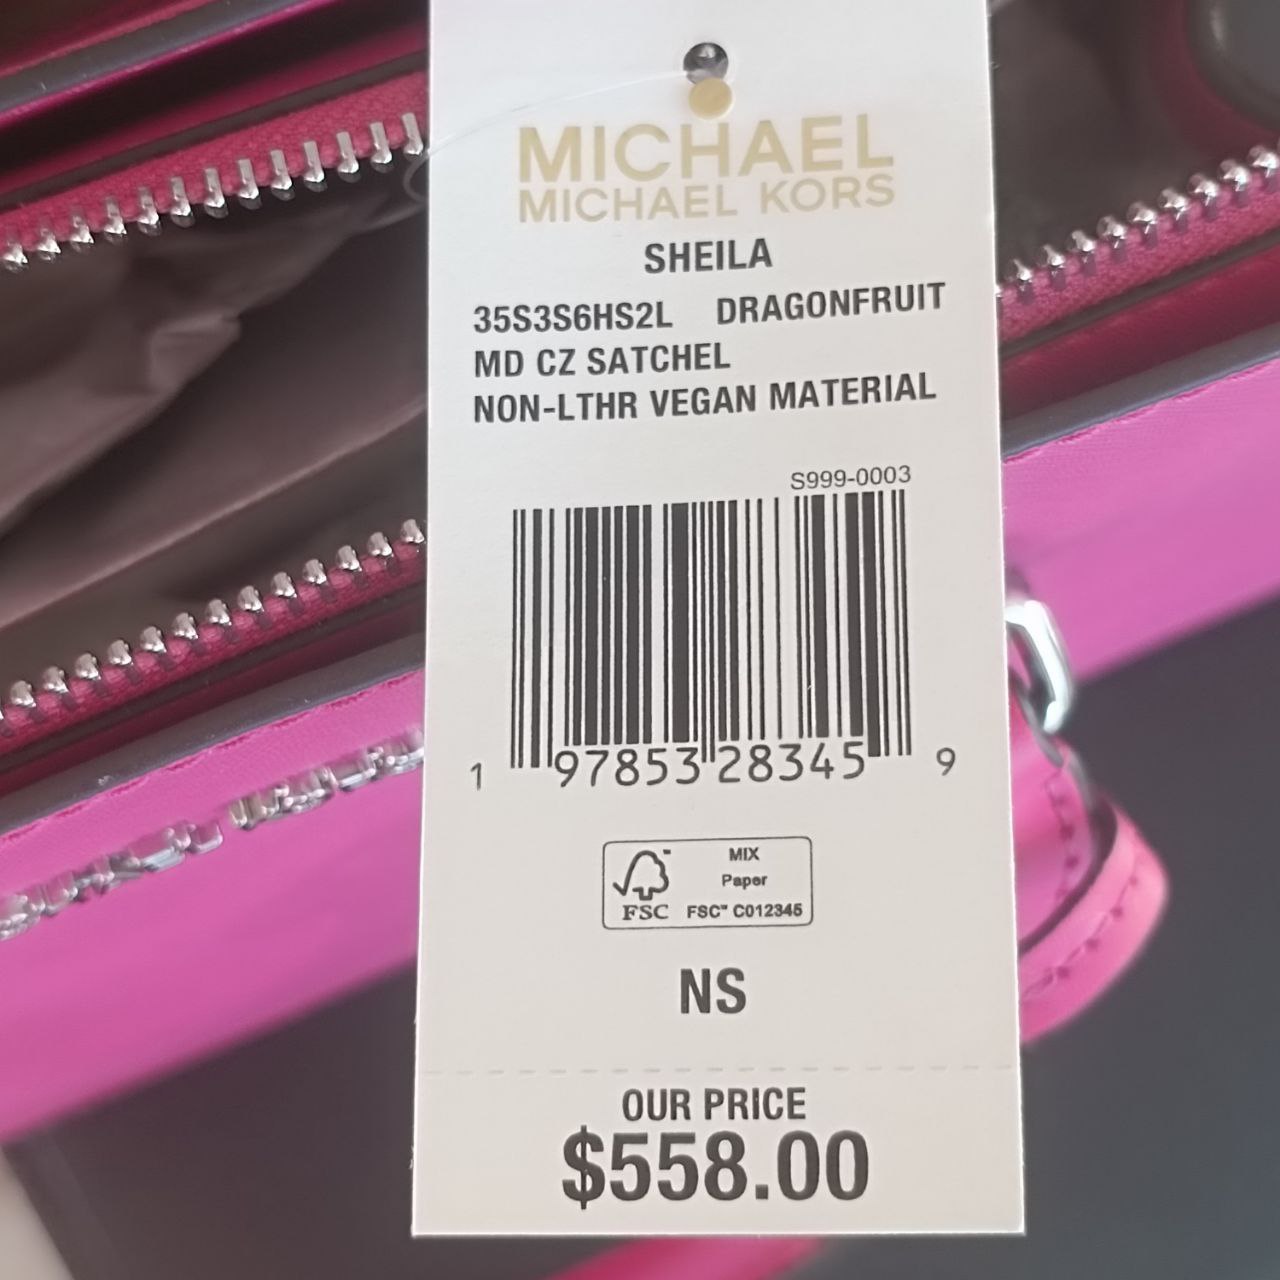 MICHAEL
MICHAEL KORS
SHEILA
35S3S6HS2L DRAGONFRUIT
MD CZ SATCHEL
NON-LTHR VEGAN MATERIAL
S999-0003
1 97853 28345 9
MIX
Paper
FSC FSC™ C012345
NS
OUR PRICE
$558.00